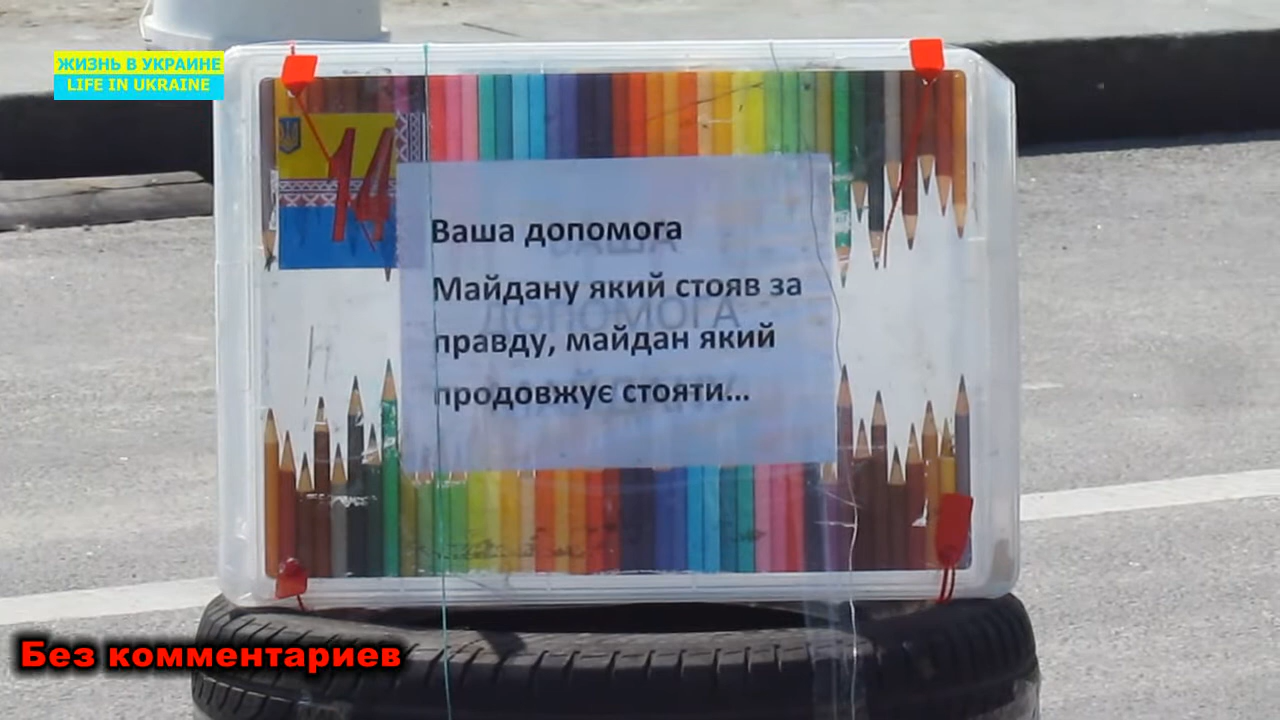 ЖИЗНЬ В УКРАИНЕ
LIFE IN UKRAINE
14
Ваша допомога
Майдану який стояв за
правду, майдан який
продовжує стояти...
ДОПОМОГА
Без комментариев